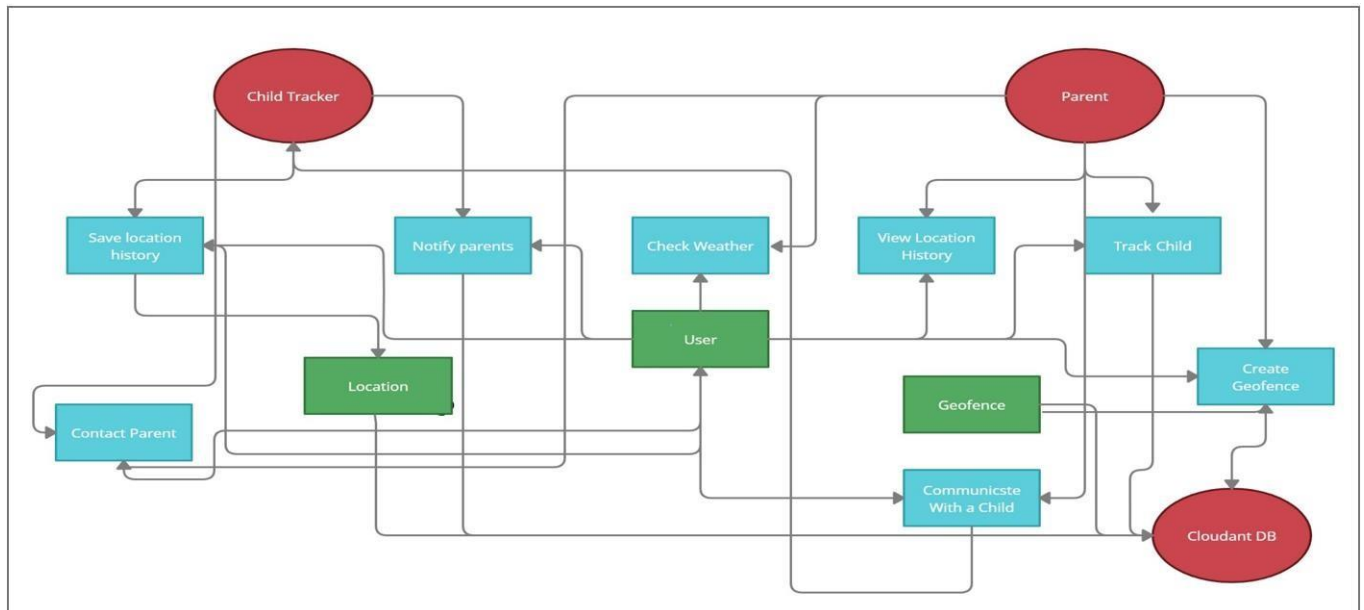 Child Tracker
Parent
Save location
history
Notify parents
Check Weather
View Location
History
Track Child
User
Location
Create
Geofence
Geofence
Contact Parent
Communicste
With a Child
Cloudant DB